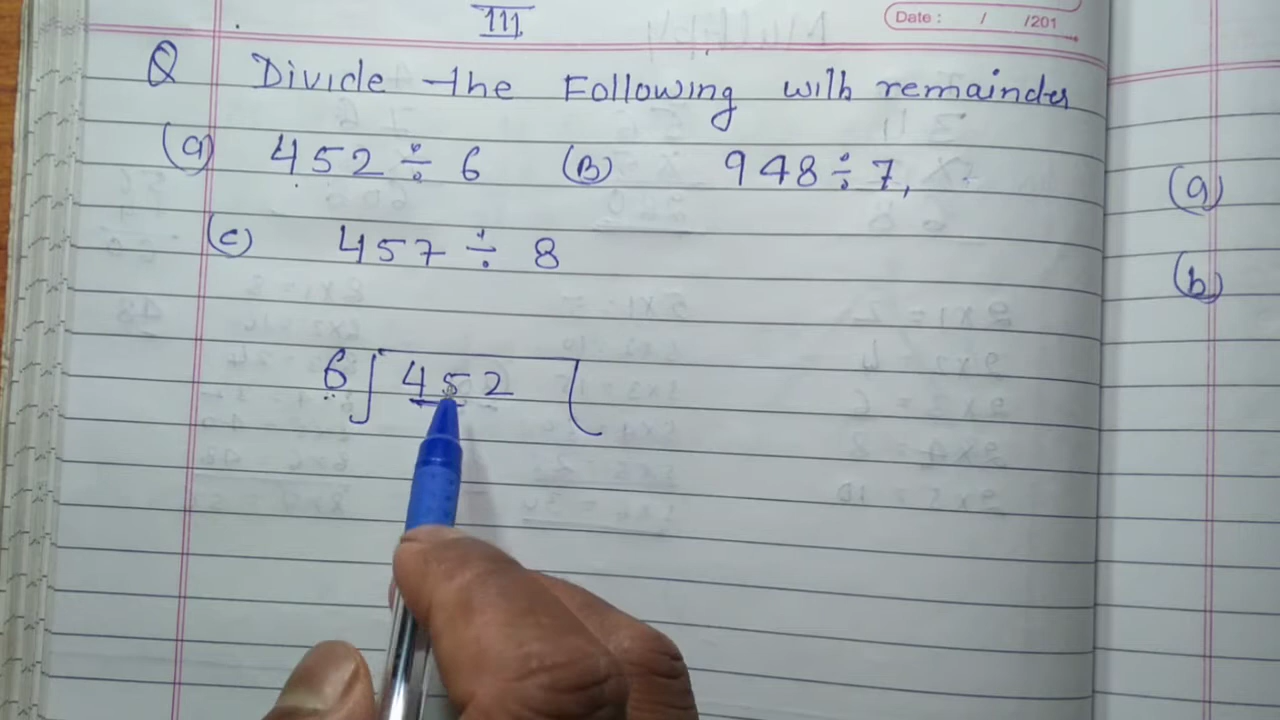 111
Date : / /201
Q Divide the Following with remainder
(a) 452 ÷ 6 (B) 948 ÷ 7,
(c) 457 ÷ 8
6 452
(a)
(b)